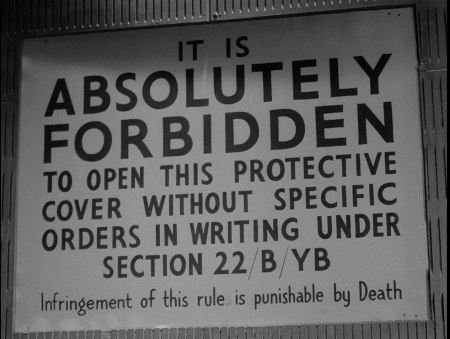 IT IS
ABSOLUTELY
FORBIDDEN
TO OPEN THIS PROTECTIVE
COVER WITHOUT SPECIFIC
ORDERS IN WRITING UNDER
SECTION 22/B/YB
Infringement of this rule is punishable by Death